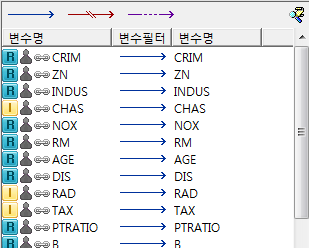 변수명 변수필터 변수명
R CRIM CRIM
R ZN ZN
R INDUS INDUS
I CHAS CHAS
R NOX NOX
R RM RM
R AGE AGE
R DIS DIS
I RAD RAD
I TAX TAX
R PTRATIO PTRATIO
R B B